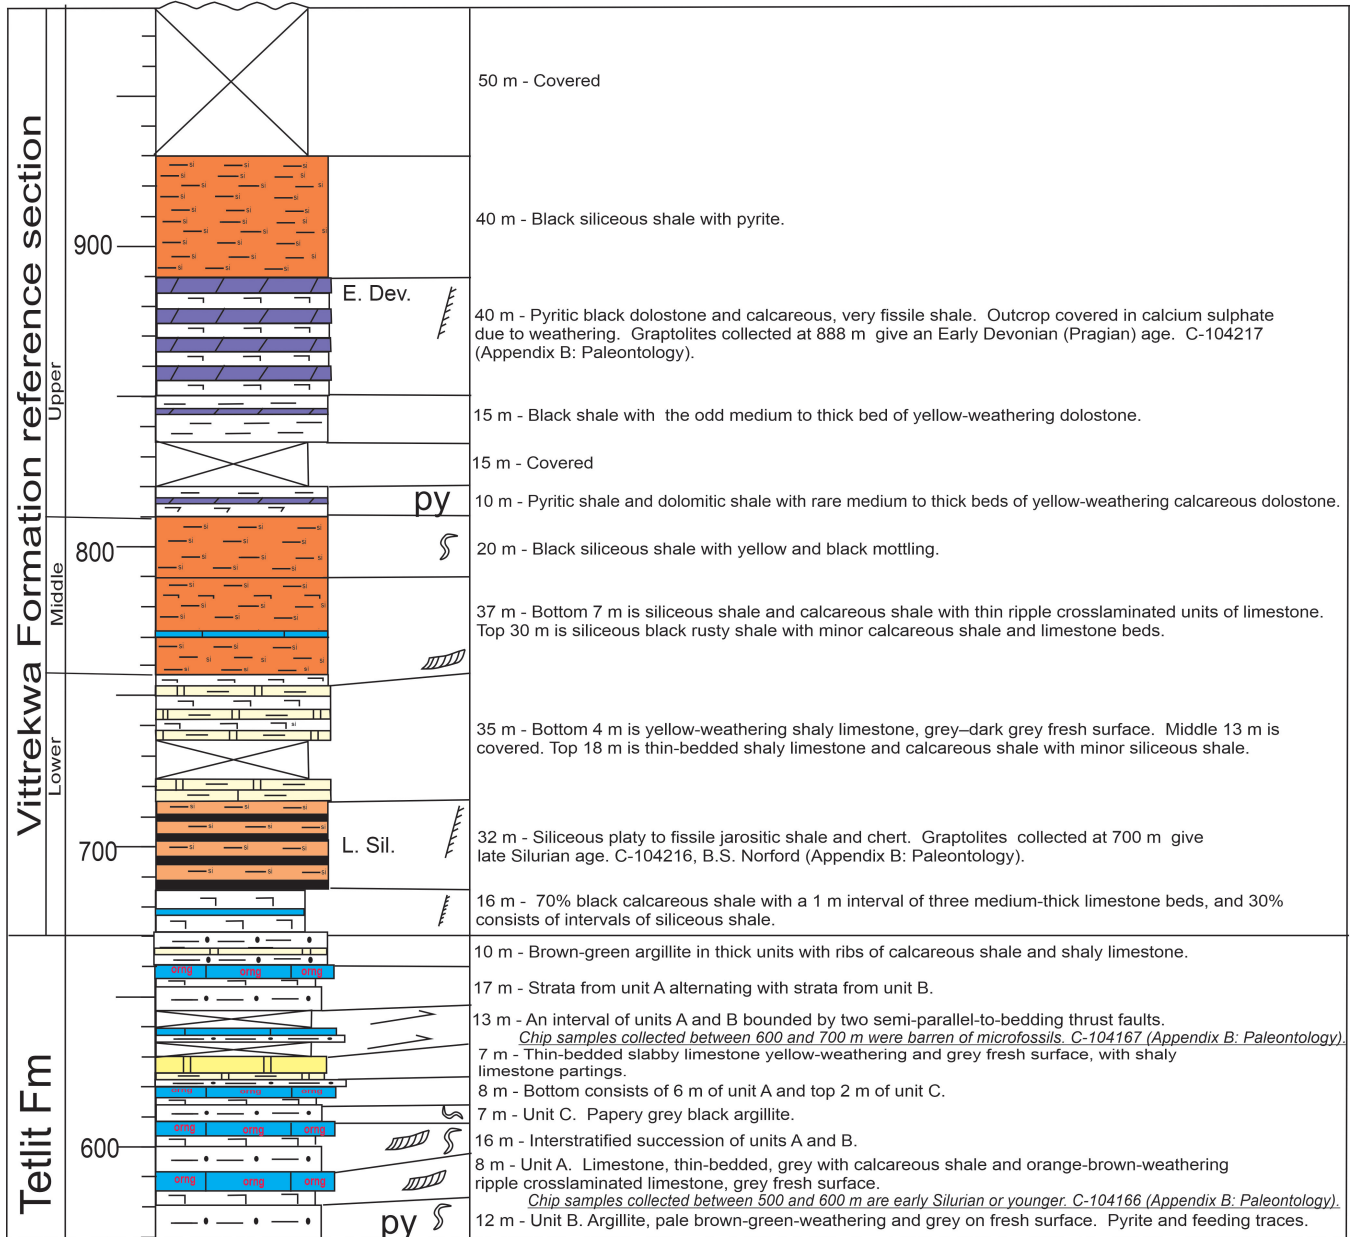 Vittrekwa Formation reference section
Tetlit Fm
Upper
Middle
Lower
900
800
700
600
50 m - Covered
40 m - Black siliceous shale with pyrite.
E. Dev.
40 m - Pyritic black dolostone and calcareous, very fissile shale. Outcrop covered in calcium sulphate
due to weathering. Graptolites collected at 888 m give an Early Devonian (Pragian) age. C-104217
(Appendix B: Paleontology).
15 m - Black shale with the odd medium to thick bed of yellow-weathering dolostone.
15 m - Covered
py
10 m - Pyritic shale and dolomitic shale with rare medium to thick beds of yellow-weathering calcareous dolostone.
20 m - Black siliceous shale with yellow and black mottling.
37 m - Bottom 7 m is siliceous shale and calcareous shale with thin ripple crosslaminated units of limestone.
Top 30 m is siliceous black rusty shale with minor calcareous shale and limestone beds.
35 m - Bottom 4 m is yellow-weathering shaly limestone, grey–dark grey fresh surface. Middle 13 m is
covered. Top 18 m is thin-bedded shaly limestone and calcareous shale with minor siliceous shale.
L. Sil.
32 m - Siliceous platy to fissile jarositic shale and chert. Graptolites collected at 700 m give
late Silurian age. C-104216, B.S. Norford (Appendix B: Paleontology).
16 m - 70% black calcareous shale with a 1 m interval of three medium-thick limestone beds, and 30%
consists of intervals of siliceous shale.
10 m - Brown-green argillite in thick units with ribs of calcareous shale and shaly limestone.
orng orng orng
17 m - Strata from unit A alternating with strata from unit B.
13 m - An interval of units A and B bounded by two semi-parallel-to-bedding thrust faults.
Chip samples collected between 600 and 700 m were barren of microfossils. C-104167 (Appendix B: Paleontology).
7 m - Thin-bedded slabby limestone yellow-weathering and grey fresh surface, with shaly
limestone partings.
orng orng orng
8 m - Bottom consists of 6 m of unit A and top 2 m of unit C.
7 m - Unit C. Papery grey black argillite.
orng orng orng
16 m - Interstratified succession of units A and B.
8 m - Unit A. Limestone, thin-bedded, grey with calcareous shale and orange-brown-weathering
ripple crosslaminated limestone, grey fresh surface.
orng orng orng
Chip samples collected between 500 and 600 m are early Silurian or younger. C-104166 (Appendix B: Paleontology).
py
12 m - Unit B. Argillite, pale brown-green-weathering and grey on fresh surface. Pyrite and feeding traces.